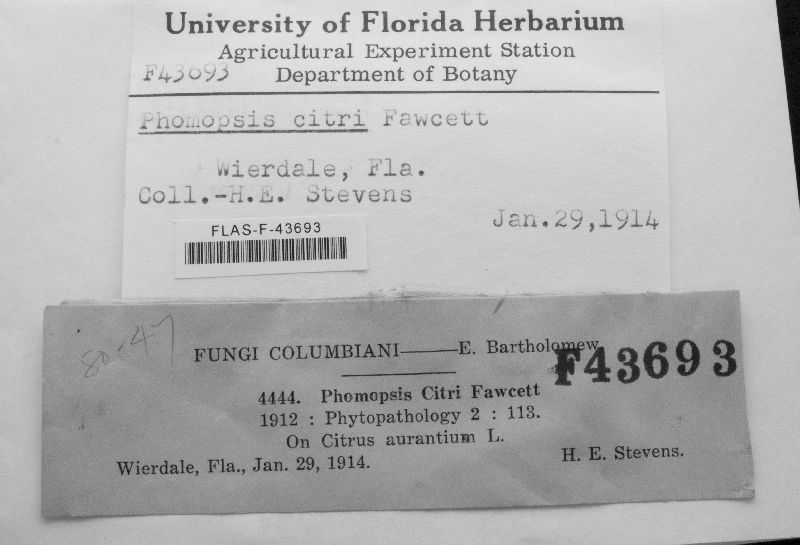 University of Florida Herbarium
Agricultural Experiment Station
F43693 Department of Botany
Phomopsis citri Fawcett
Wierdale, Fla.
Coll.-H.E. Stevens
Jan.29,1914
FLAS-F-43693
80-47
FUNGI COLUMBIANI——E. Bartholomew
F43693
4444. Phomopsis Citri Fawcett
1912 : Phytopathology 2 : 113.
On Citrus aurantium L.
Wierdale, Fla., Jan. 29, 1914. H. E. Stevens.